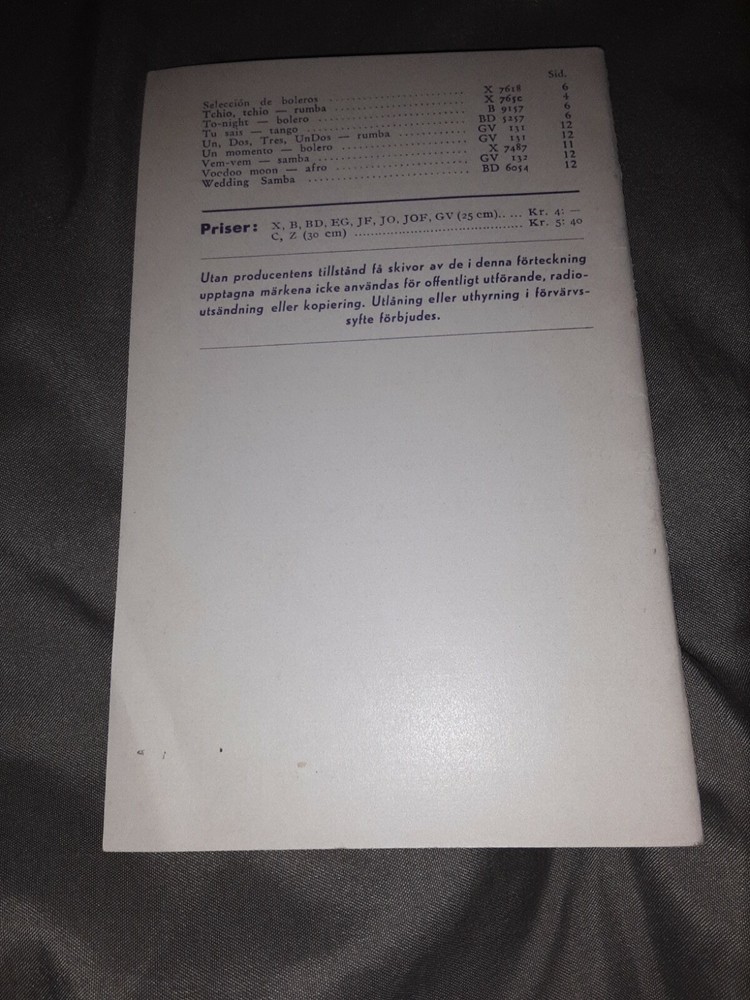 Sid.
Selección de boleros X 7618 6
Tchio, tchio — rumba X 7650 4
To-night — bolero B 9157 6
Tu sais — tango BD 5257 6
Un, Dos, Tres, UnDos — rumba GV 131 12
Un momento — bolero GV 131 12
Vem-vem — samba X 7487 11
Voodoo moon — afro GV 132 12
Wedding Samba BD 6054 12
Priser: X, B, BD, EG, JF, JO, JOF, GV (25 cm)..... Kr. 4: —
C, Z (30 cm) Kr. 5: 40
Utan producentens tillstånd få skivor av de i denna förteckning
upptagna märkena icke användas för offentligt utförande, radio-
utsändning eller kopiering. Utlåning eller uthyrning i förvärvs-
syfte förbjudes.